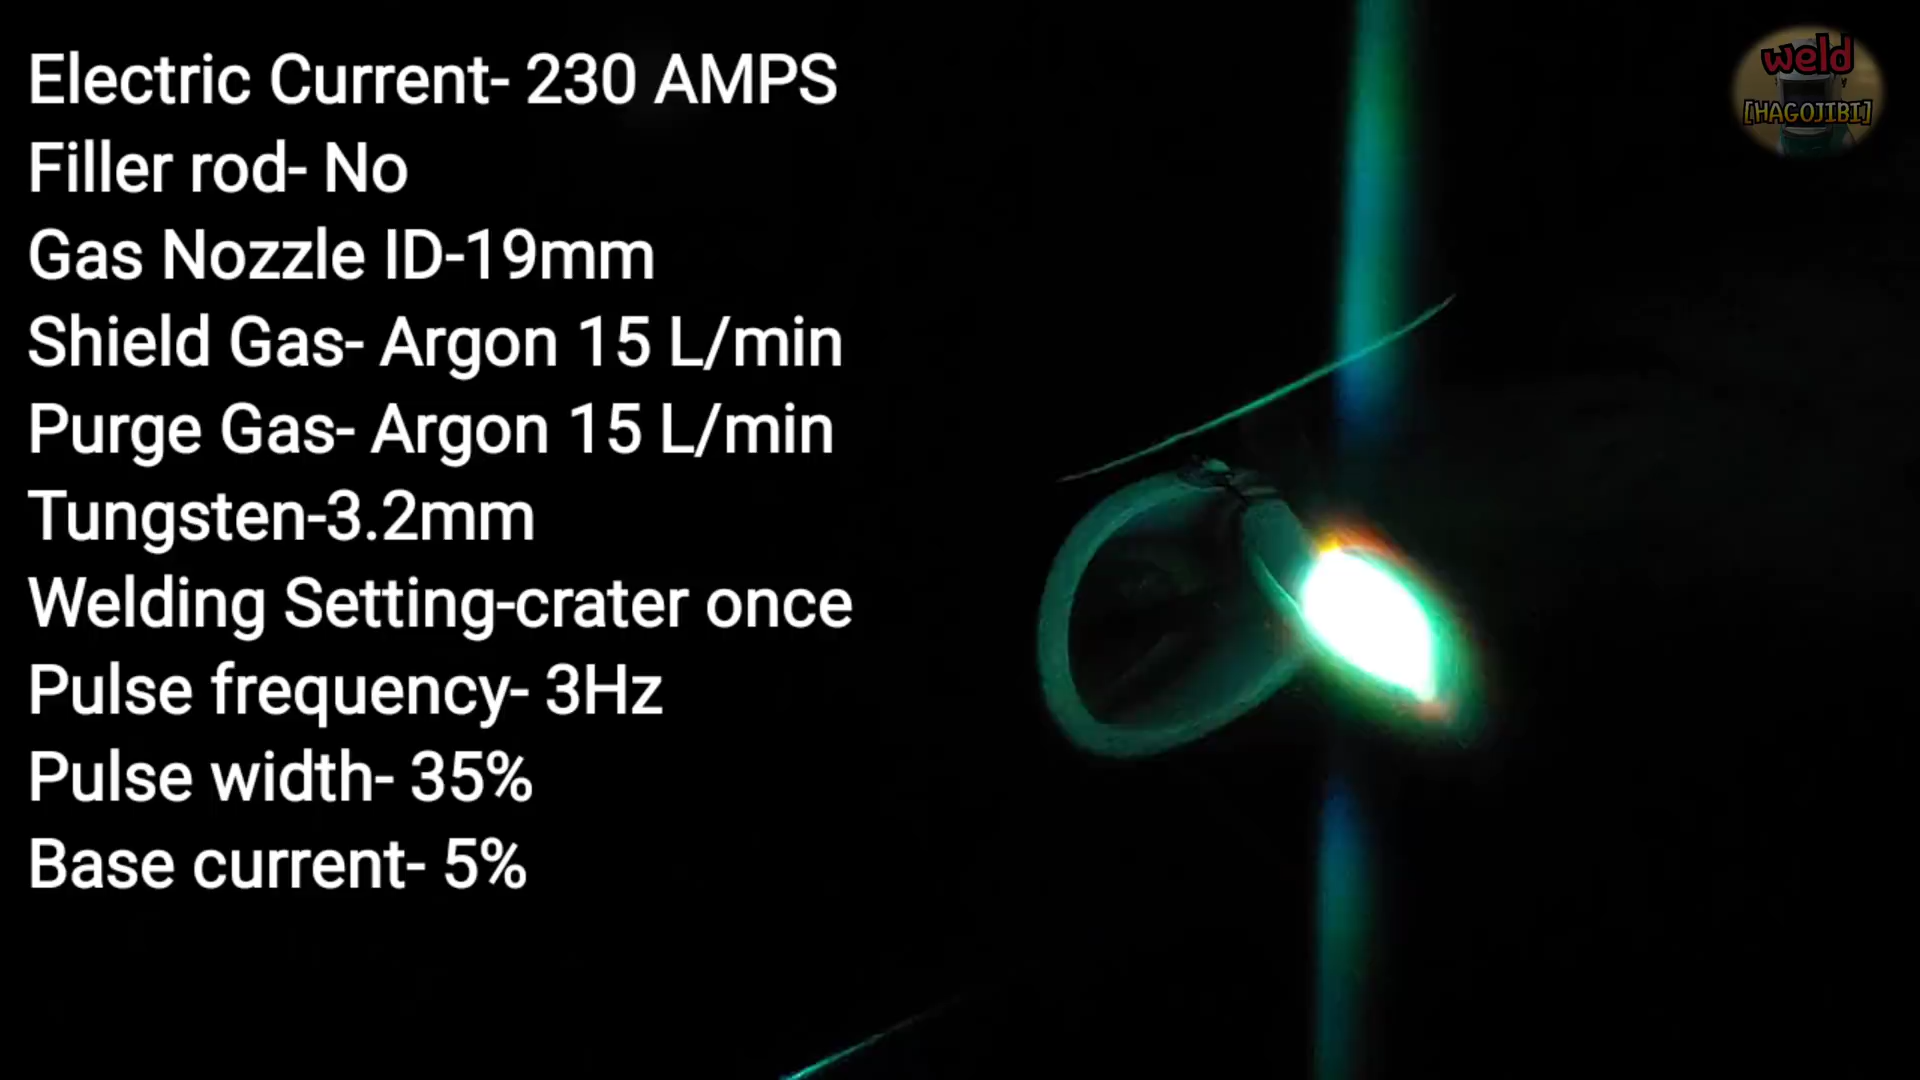 Electric Current- 230 AMPS
Filler rod- No
Gas Nozzle ID-19mm
Shield Gas- Argon 15 L/min
Purge Gas- Argon 15 L/min
Tungsten-3.2mm
Welding Setting-crater once
Pulse frequency- 3Hz
Pulse width- 35%
Base current- 5%
weld
[HAGOJIBI]